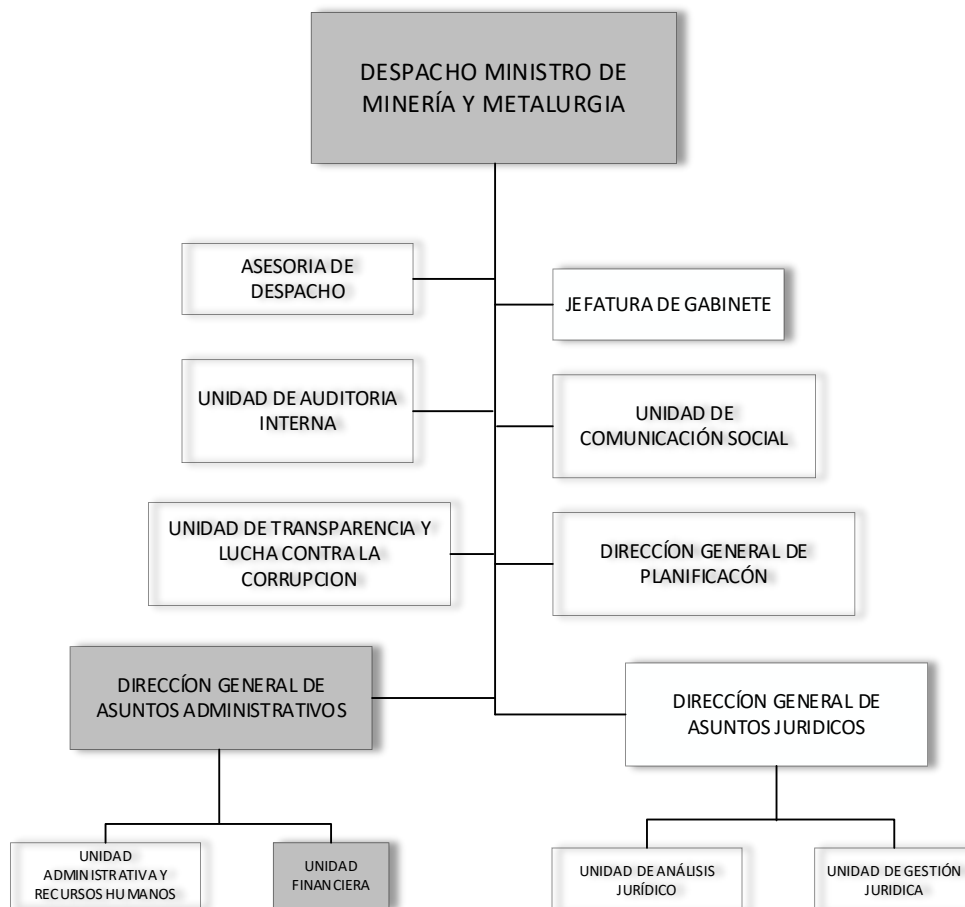 DESPACHO MINISTRO DE
MINERÍA Y METALURGIA
ASESORIA DE
DESPACHO
JEFATURA DE GABINETE
UNIDAD DE AUDITORIA
INTERNA
UNIDAD DE
COMUNICACIÓN SOCIAL
UNIDAD DE TRANSPARENCIA Y
LUCHA CONTRA LA
CORRUPCION
DIRECCÍON GENERAL DE
PLANIFICACÓN
DIRECCÍON GENERAL DE
ASUNTOS ADMINISTRATIVOS
DIRECCÍON GENERAL DE
ASUNTOS JURIDICOS
UNIDAD
ADMINISTRATIVA Y
RECURSOS HUMANOS
UNIDAD
FINANCIERA
UNIDAD DE ANÁLISIS
JURÍDICO
UNIDAD DE GESTIÓN
JURIDICA